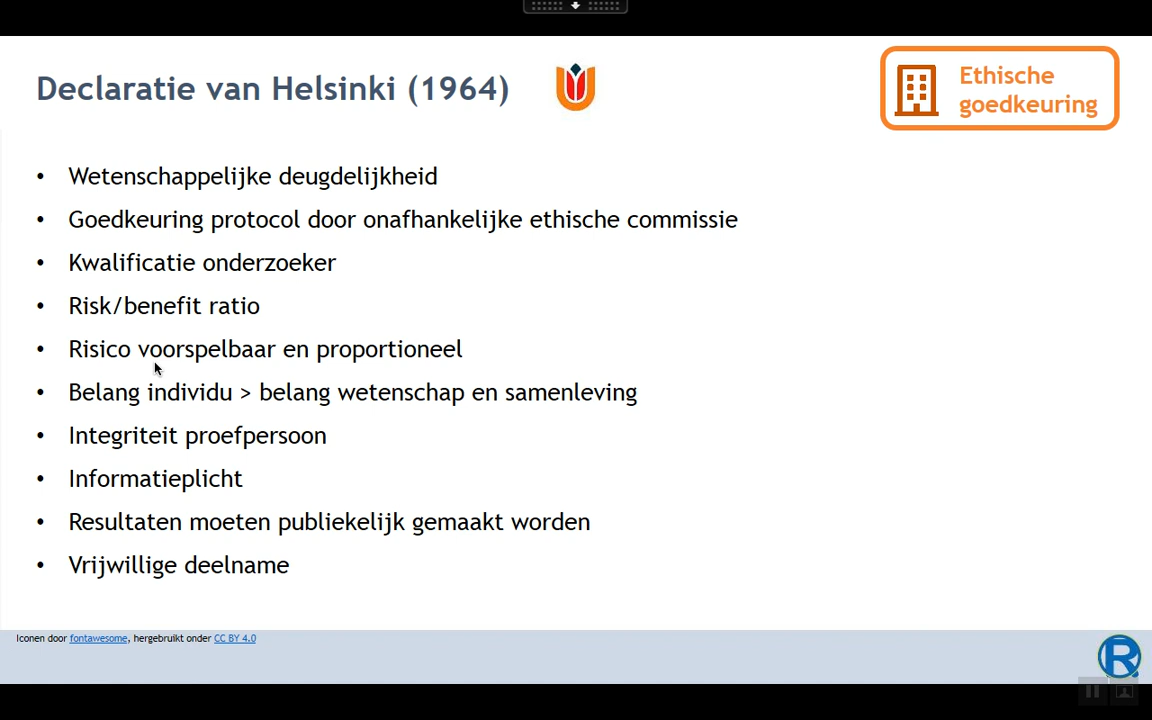 Declaratie van Helsinki (1964)
Ethische
goedkeuring
• Wetenschappelijke deugdelijkheid
• Goedkeuring protocol door onafhankelijke ethische commissie
• Kwalificatie onderzoeker
• Risk/benefit ratio
• Risico voorspelbaar en proportioneel
• Belang individu > belang wetenschap en samenleving
• Integriteit proefpersoon
• Informatieplicht
• Resultaten moeten publiekelijk gemaakt worden
• Vrijwillige deelname
Iconen door fontawesome, hergebruikt onder CC BY 4.0
R